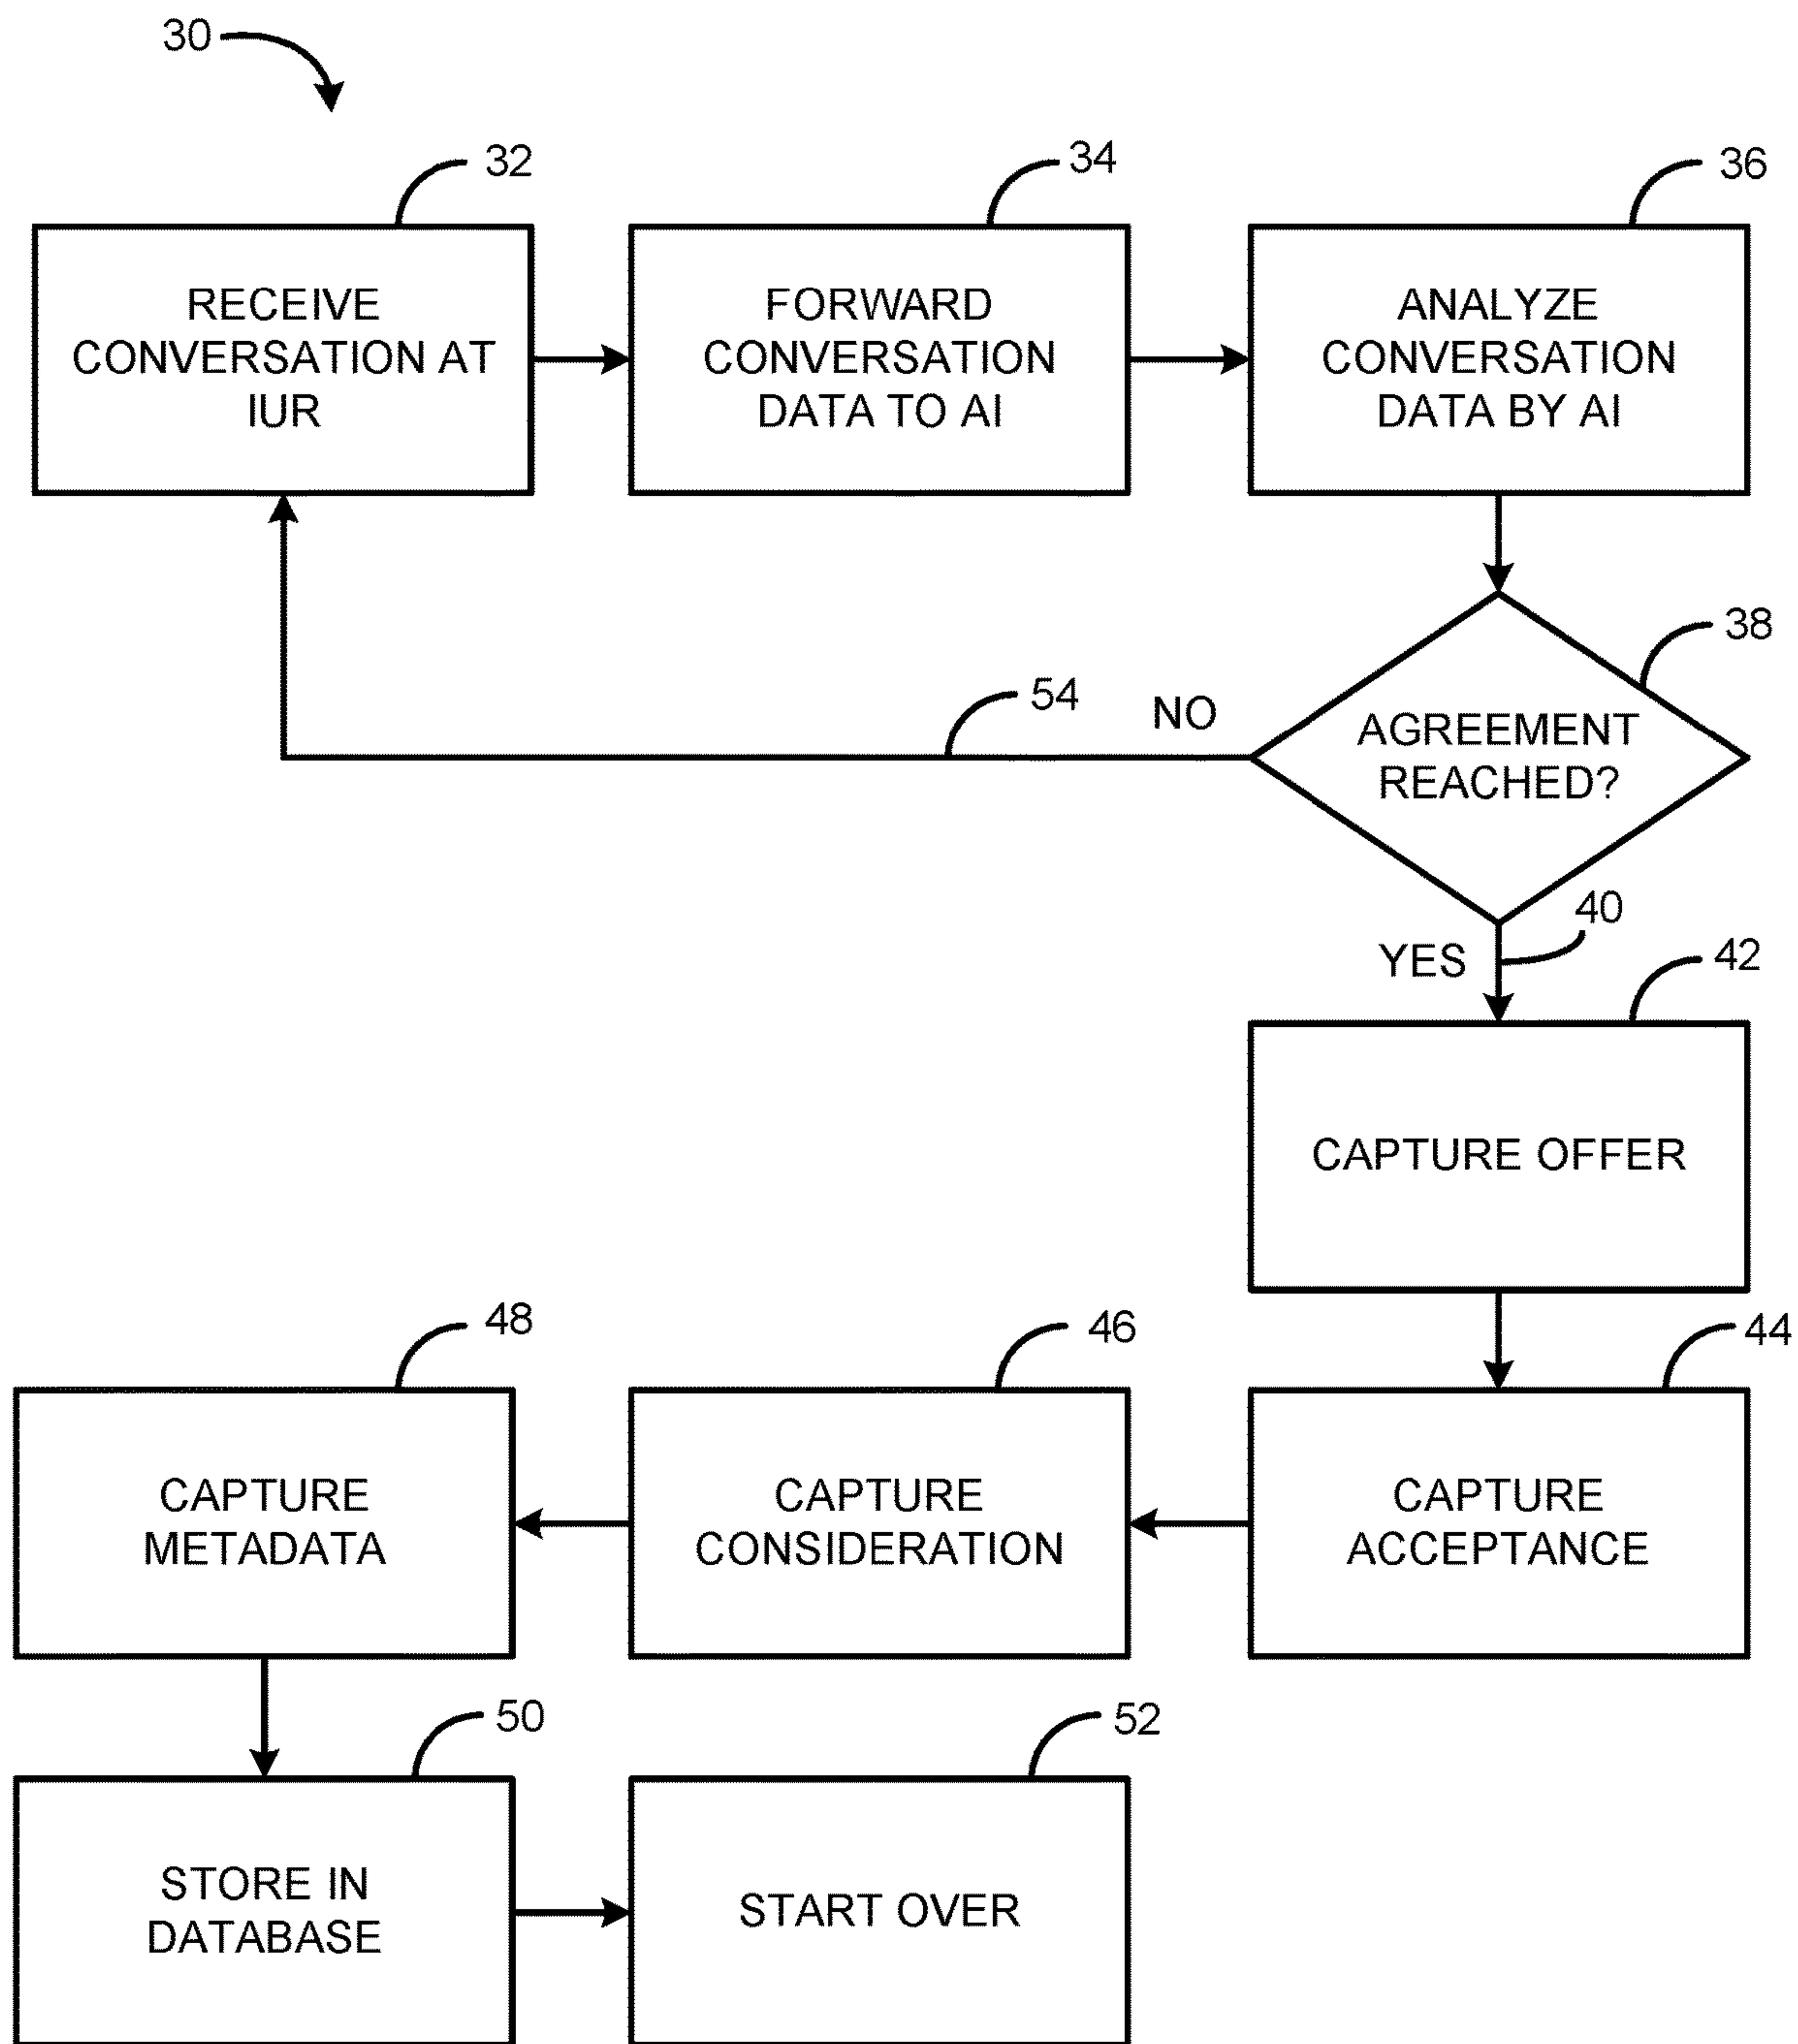 30
32
RECEIVE
CONVERSATION AT
IUR
34
FORWARD
CONVERSATION
DATA TO AI
36
ANALYZE
CONVERSATION
DATA BY AI
38
AGREEMENT
REACHED?
54
NO
40
YES
42
CAPTURE OFFER
44
CAPTURE
ACCEPTANCE
46
CAPTURE
CONSIDERATION
48
CAPTURE
METADATA
50
STORE IN
DATABASE
52
START OVER